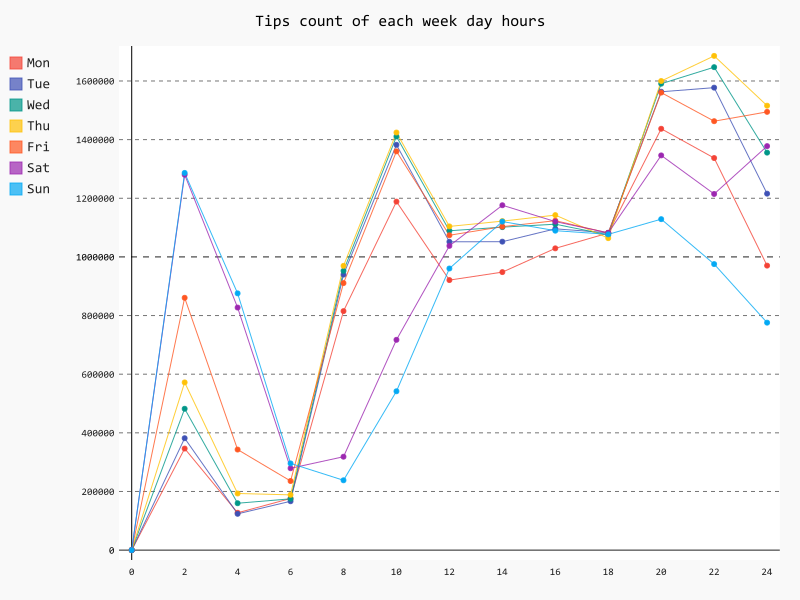 Tips count of each week day hours
Mon
Tue
Wed
Thu
Fri
Sat
Sun
1600000
1400000
1200000
1000000
800000
600000
400000
200000
0
0 2 4 6 8 10 12 14 16 18 20 22 24